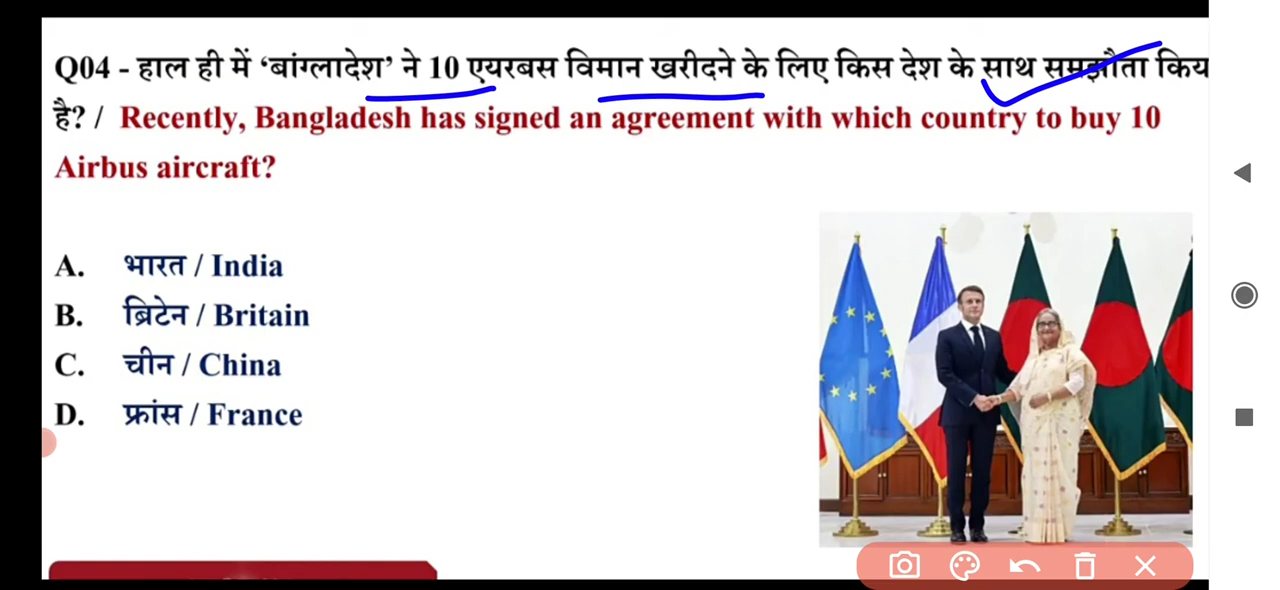 Q04 - हाल ही में ‘बांग्लादेश’ ने 10 एयरबस विमान खरीदने के लिए किस देश के साथ समझौता किय
है? / Recently, Bangladesh has signed an agreement with which country to buy 10
Airbus aircraft?
A. भारत / India
B. ब्रिटेन / Britain
C. चीन / China
D. फ्रांस / France